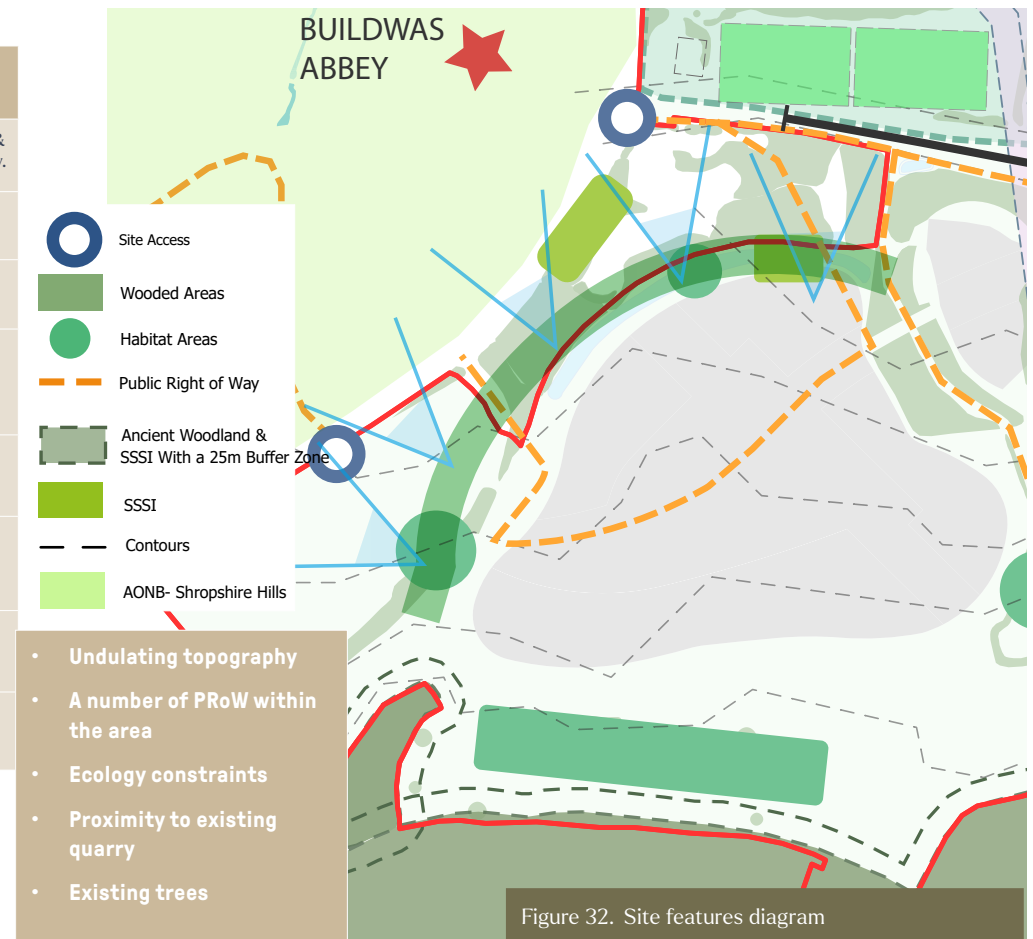 BUILDWAS
ABBEY
&
Site Access
Wooded Areas
Habitat Areas
Public Right of Way
Ancient Woodland &
SSSI With a 25m Buffer Zone
SSSI
Contours
AONB- Shropshire Hills
• Undulating topography
• A number of PRoW within
the area
• Ecology constraints
• Proximity to existing
quarry
• Existing trees
Figure 32. Site features diagram